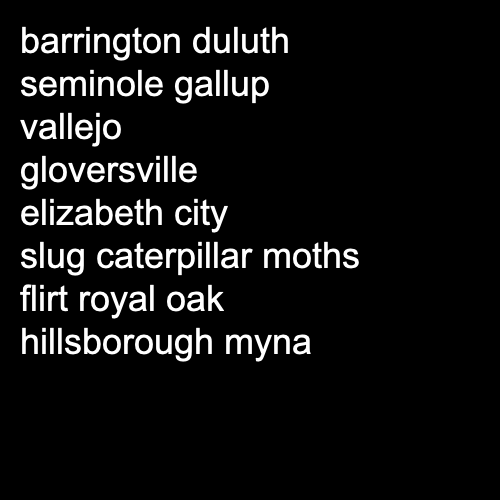 barrington duluth
seminole gallup
vallejo
gloversville
elizabeth city
slug caterpillar moths
flirt royal oak
hillsborough myna